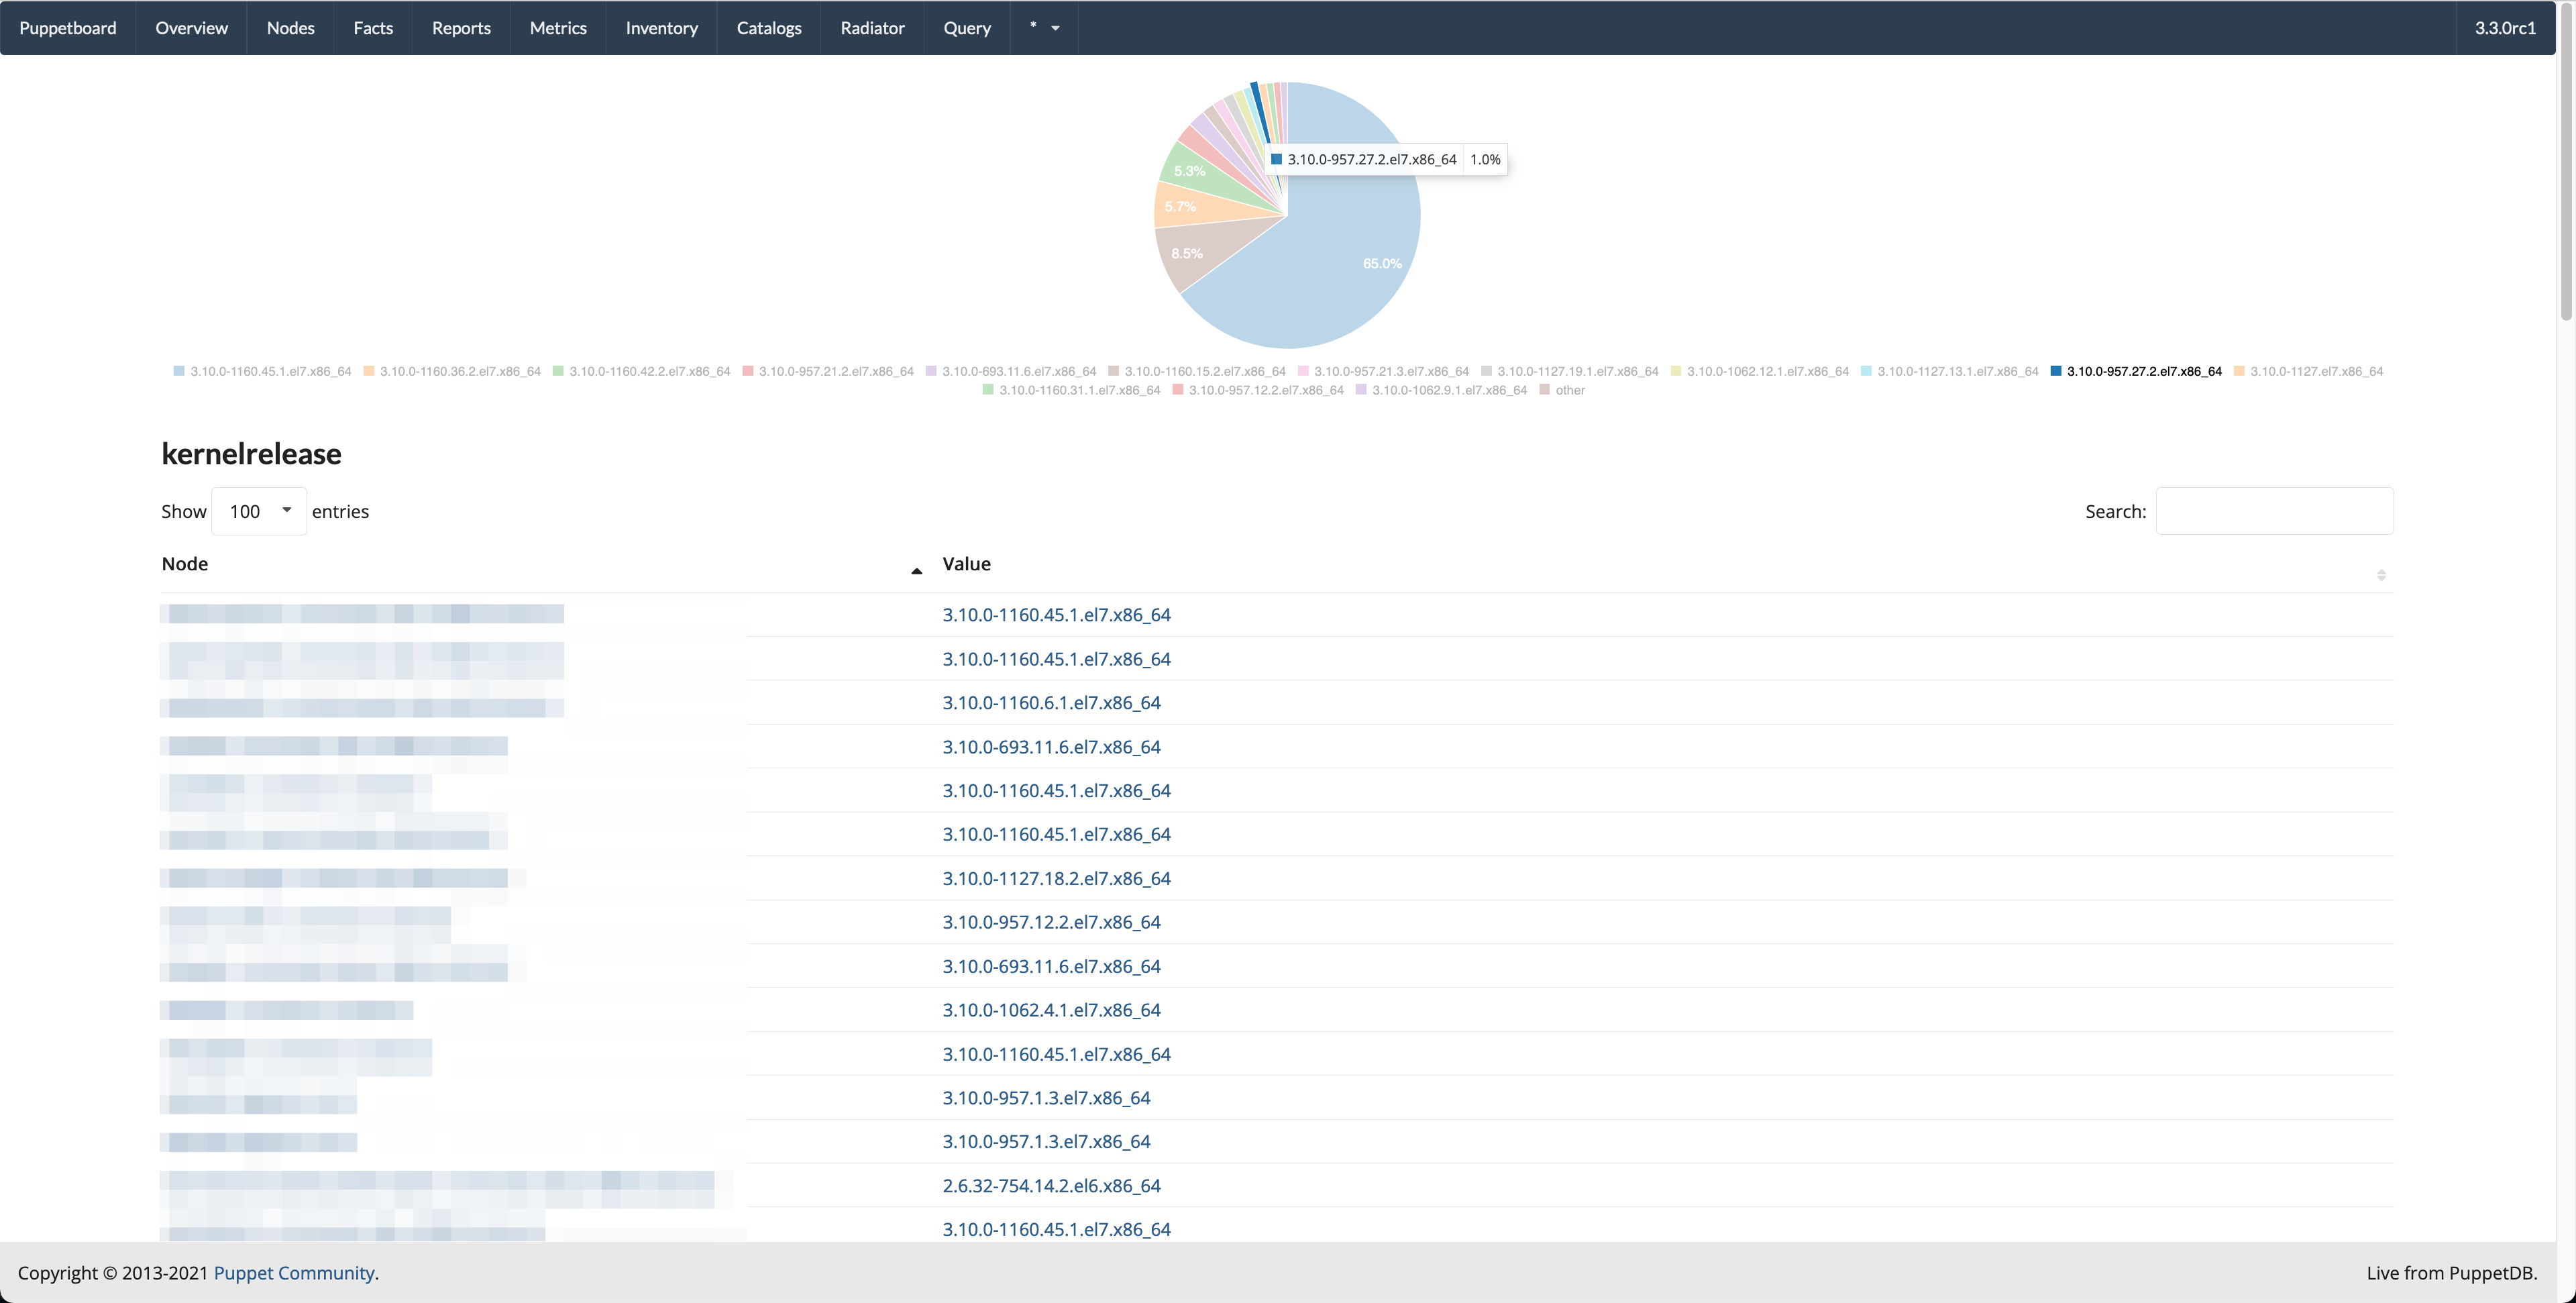 Puppetboard Overview Nodes Facts Reports Metrics Inventory Catalogs Radiator Query * 3.3.0rc1
3.10.0-957.27.2.el7.x86_64 1.0%
5.3%
5.7%
8.5%
65.0%
3.10.0-1160.45.1.el7.x86_64 3.10.0-1160.36.2.el7.x86_64 3.10.0-1160.42.2.el7.x86_64 3.10.0-957.21.2.el7.x86_64 3.10.0-693.11.6.el7.x86_64 3.10.0-1160.15.2.el7.x86_64 3.10.0-957.21.3.el7.x86_64 3.10.0-1127.19.1.el7.x86_64 3.10.0-1062.12.1.el7.x86_64 3.10.0-1127.13.1.el7.x86_64 3.10.0-957.27.2.el7.x86_64 3.10.0-1127.el7.x86_64
3.10.0-1160.31.1.el7.x86_64 3.10.0-957.12.2.el7.x86_64 3.10.0-1062.9.1.el7.x86_64 other
kernelrelease
Show 100 entries Search:
Node Value
3.10.0-1160.45.1.el7.x86_64
3.10.0-1160.45.1.el7.x86_64
3.10.0-1160.6.1.el7.x86_64
3.10.0-693.11.6.el7.x86_64
3.10.0-1160.45.1.el7.x86_64
3.10.0-1160.45.1.el7.x86_64
3.10.0-1127.18.2.el7.x86_64
3.10.0-957.12.2.el7.x86_64
3.10.0-693.11.6.el7.x86_64
3.10.0-1062.4.1.el7.x86_64
3.10.0-1160.45.1.el7.x86_64
3.10.0-957.1.3.el7.x86_64
3.10.0-957.1.3.el7.x86_64
2.6.32-754.14.2.el6.x86_64
3.10.0-1160.45.1.el7.x86_64
Copyright © 2013-2021 Puppet Community. Live from PuppetDB.